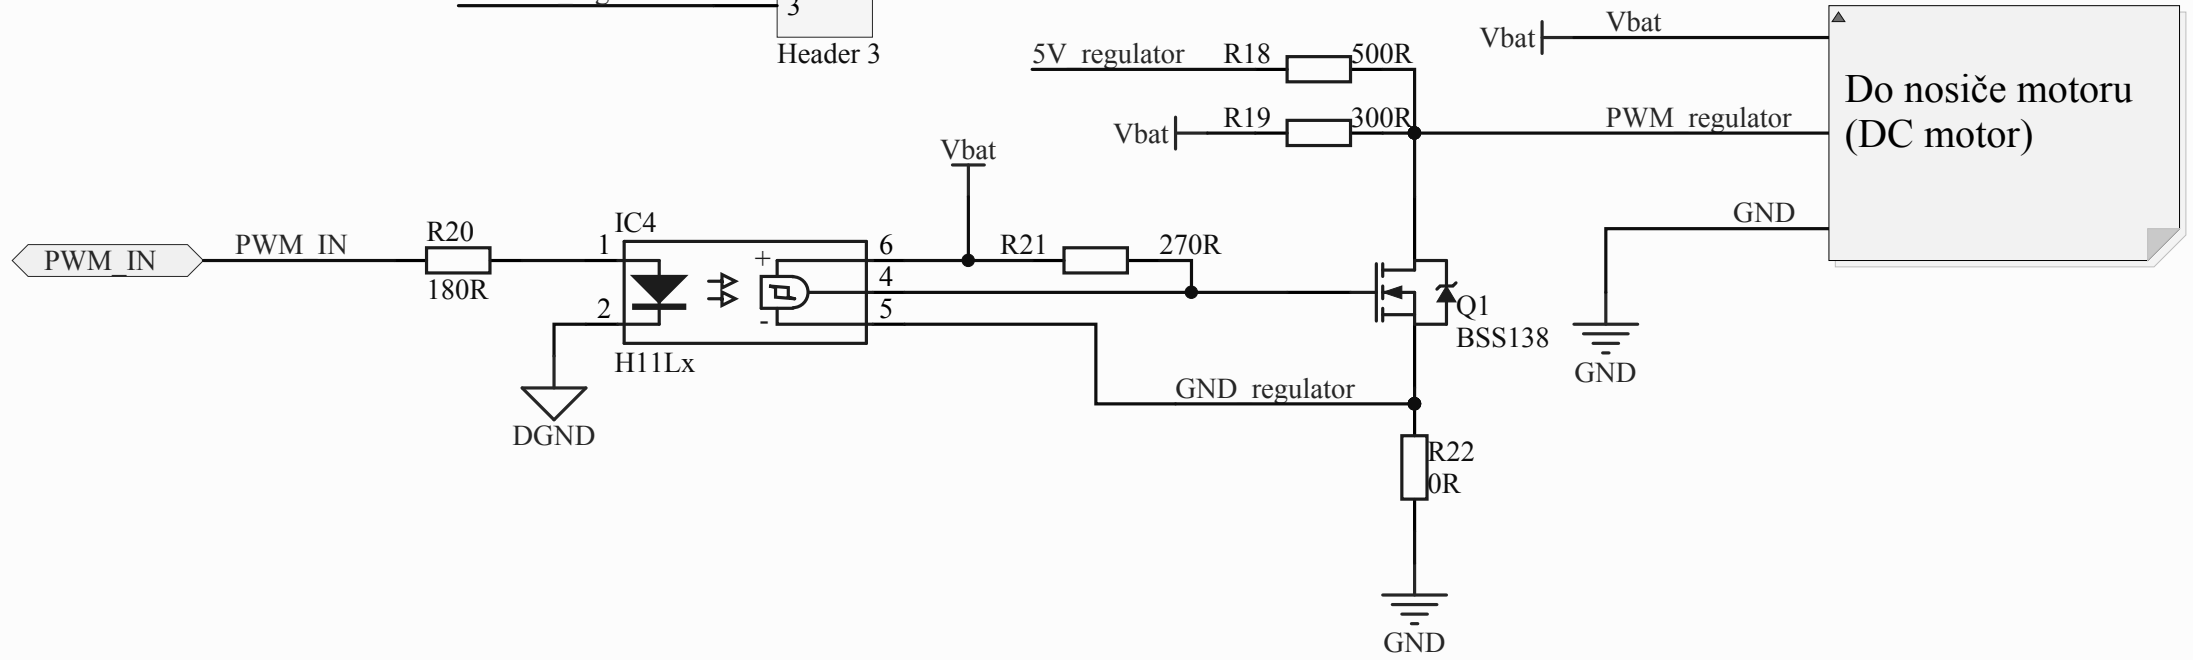 3
Header 3
5V_regulator
R18
500R
Vbat
Vbat
Vbat
R19
300R
PWM_regulator
Do nosiče motoru
(DC motor)
Vbat
GND
GND
PWM_IN
PWM_IN
R20
180R
IC4
1
2
+
-
6
4
5
H11Lx
DGND
R21
270R
Q1
BSS138
GND_regulator
R22
0R
GND